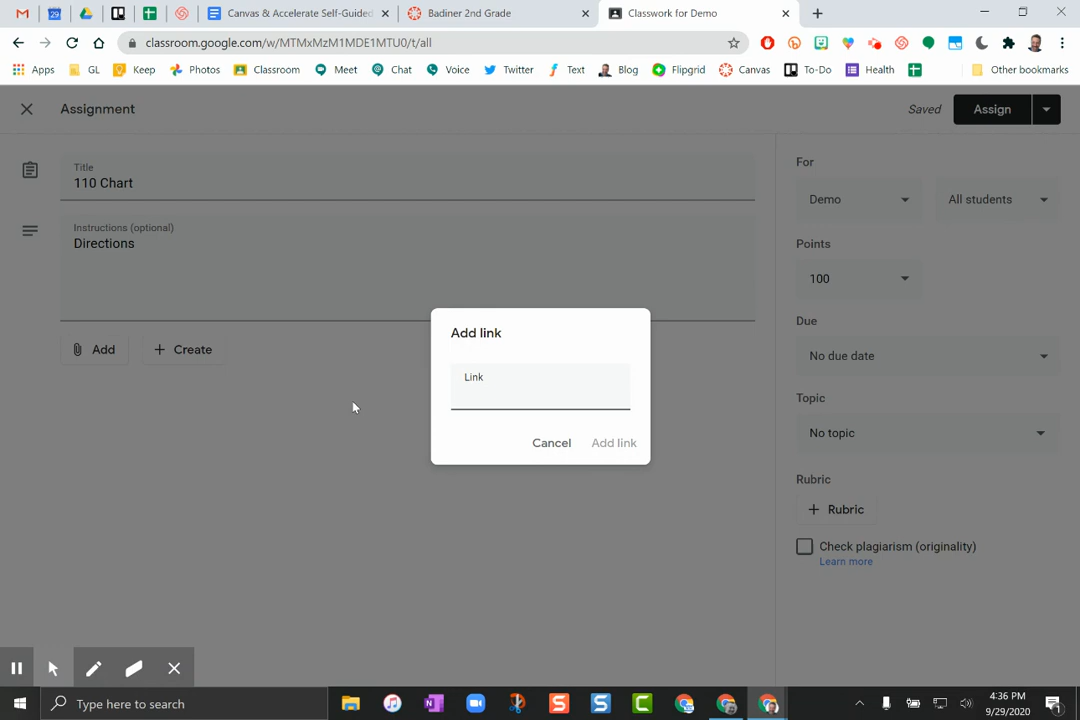 Canvas & Accelerate Self-Guided
Badiner 2nd Grade
Classwork for Demo
classroom.google.com/w/MTMxMzM1MDE1MTU0/t/all
Apps
GL
Keep
Photos
Classroom
Meet
Chat
Voice
Twitter
Text
Blog
Flipgrid
Canvas
To-Do
Health
Other bookmarks
Assignment
Saved
Assign
Title
110 Chart
Instructions (optional)
Directions
Add
Create
Add link
Link
Cancel
Add link
For
Demo
All students
Points
100
Due
No due date
Topic
No topic
Rubric
Rubric
Check plagiarism (originality)
Learn more
Type here to search
4:36 PM
9/29/2020